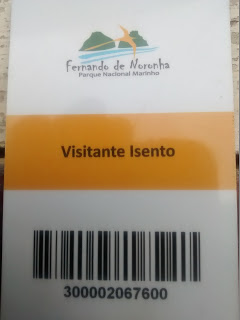 Fernando de Noronha
Parque Nacional Marinho
Visitante Isento
300002067600